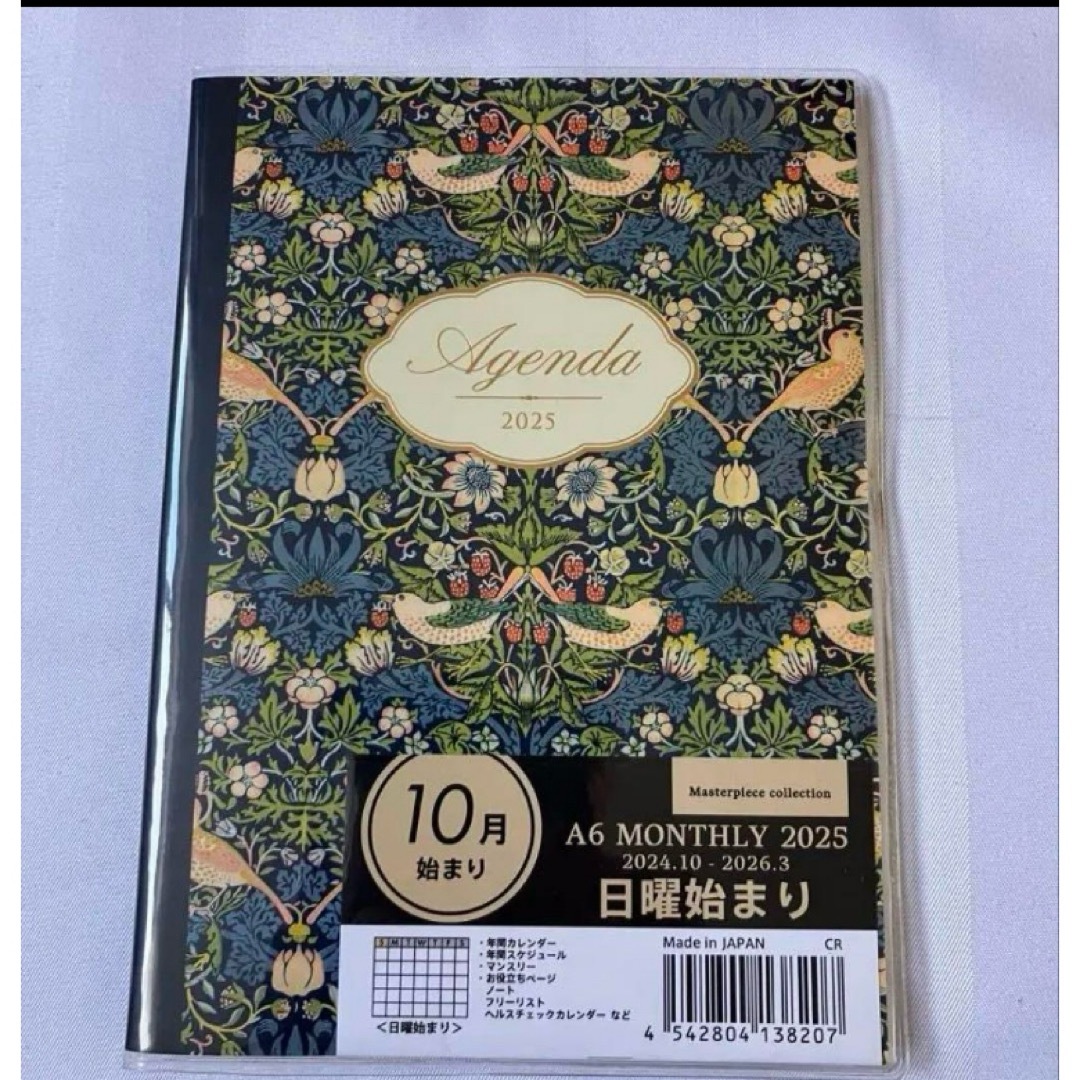 Agenda
2025
10月
始まり
Masterpiece collection
A6 MONTHLY 2025
2024.10 - 2026.3
日曜始まり
S M T W T F S
＜日曜始まり＞
・年間カレンダー
・年間スケジュール
・マンスリー
・お役立ちページ
ノート
フリーリスト
ヘルスチェックカレンダー など
Made in JAPAN CR
4 542804 138207